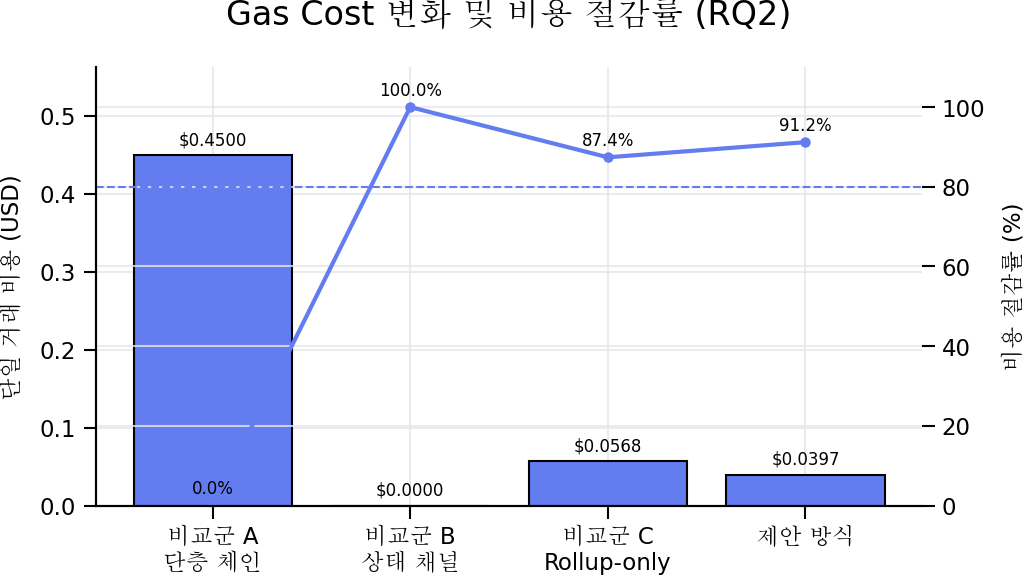 Gas Cost 변화 및 비용 절감률 (RQ2)
단일 거래 비용 (USD)
0.5
0.4
0.3
0.2
0.1
0.0
$0.4500
0.0%
100.0%
$0.0000
87.4%
$0.0568
91.2%
$0.0397
100
80
60
40
20
0
비용 절감률 (%)
비교군 A
단층 체인
비교군 B
상태 채널
비교군 C
Rollup-only
제안 방식